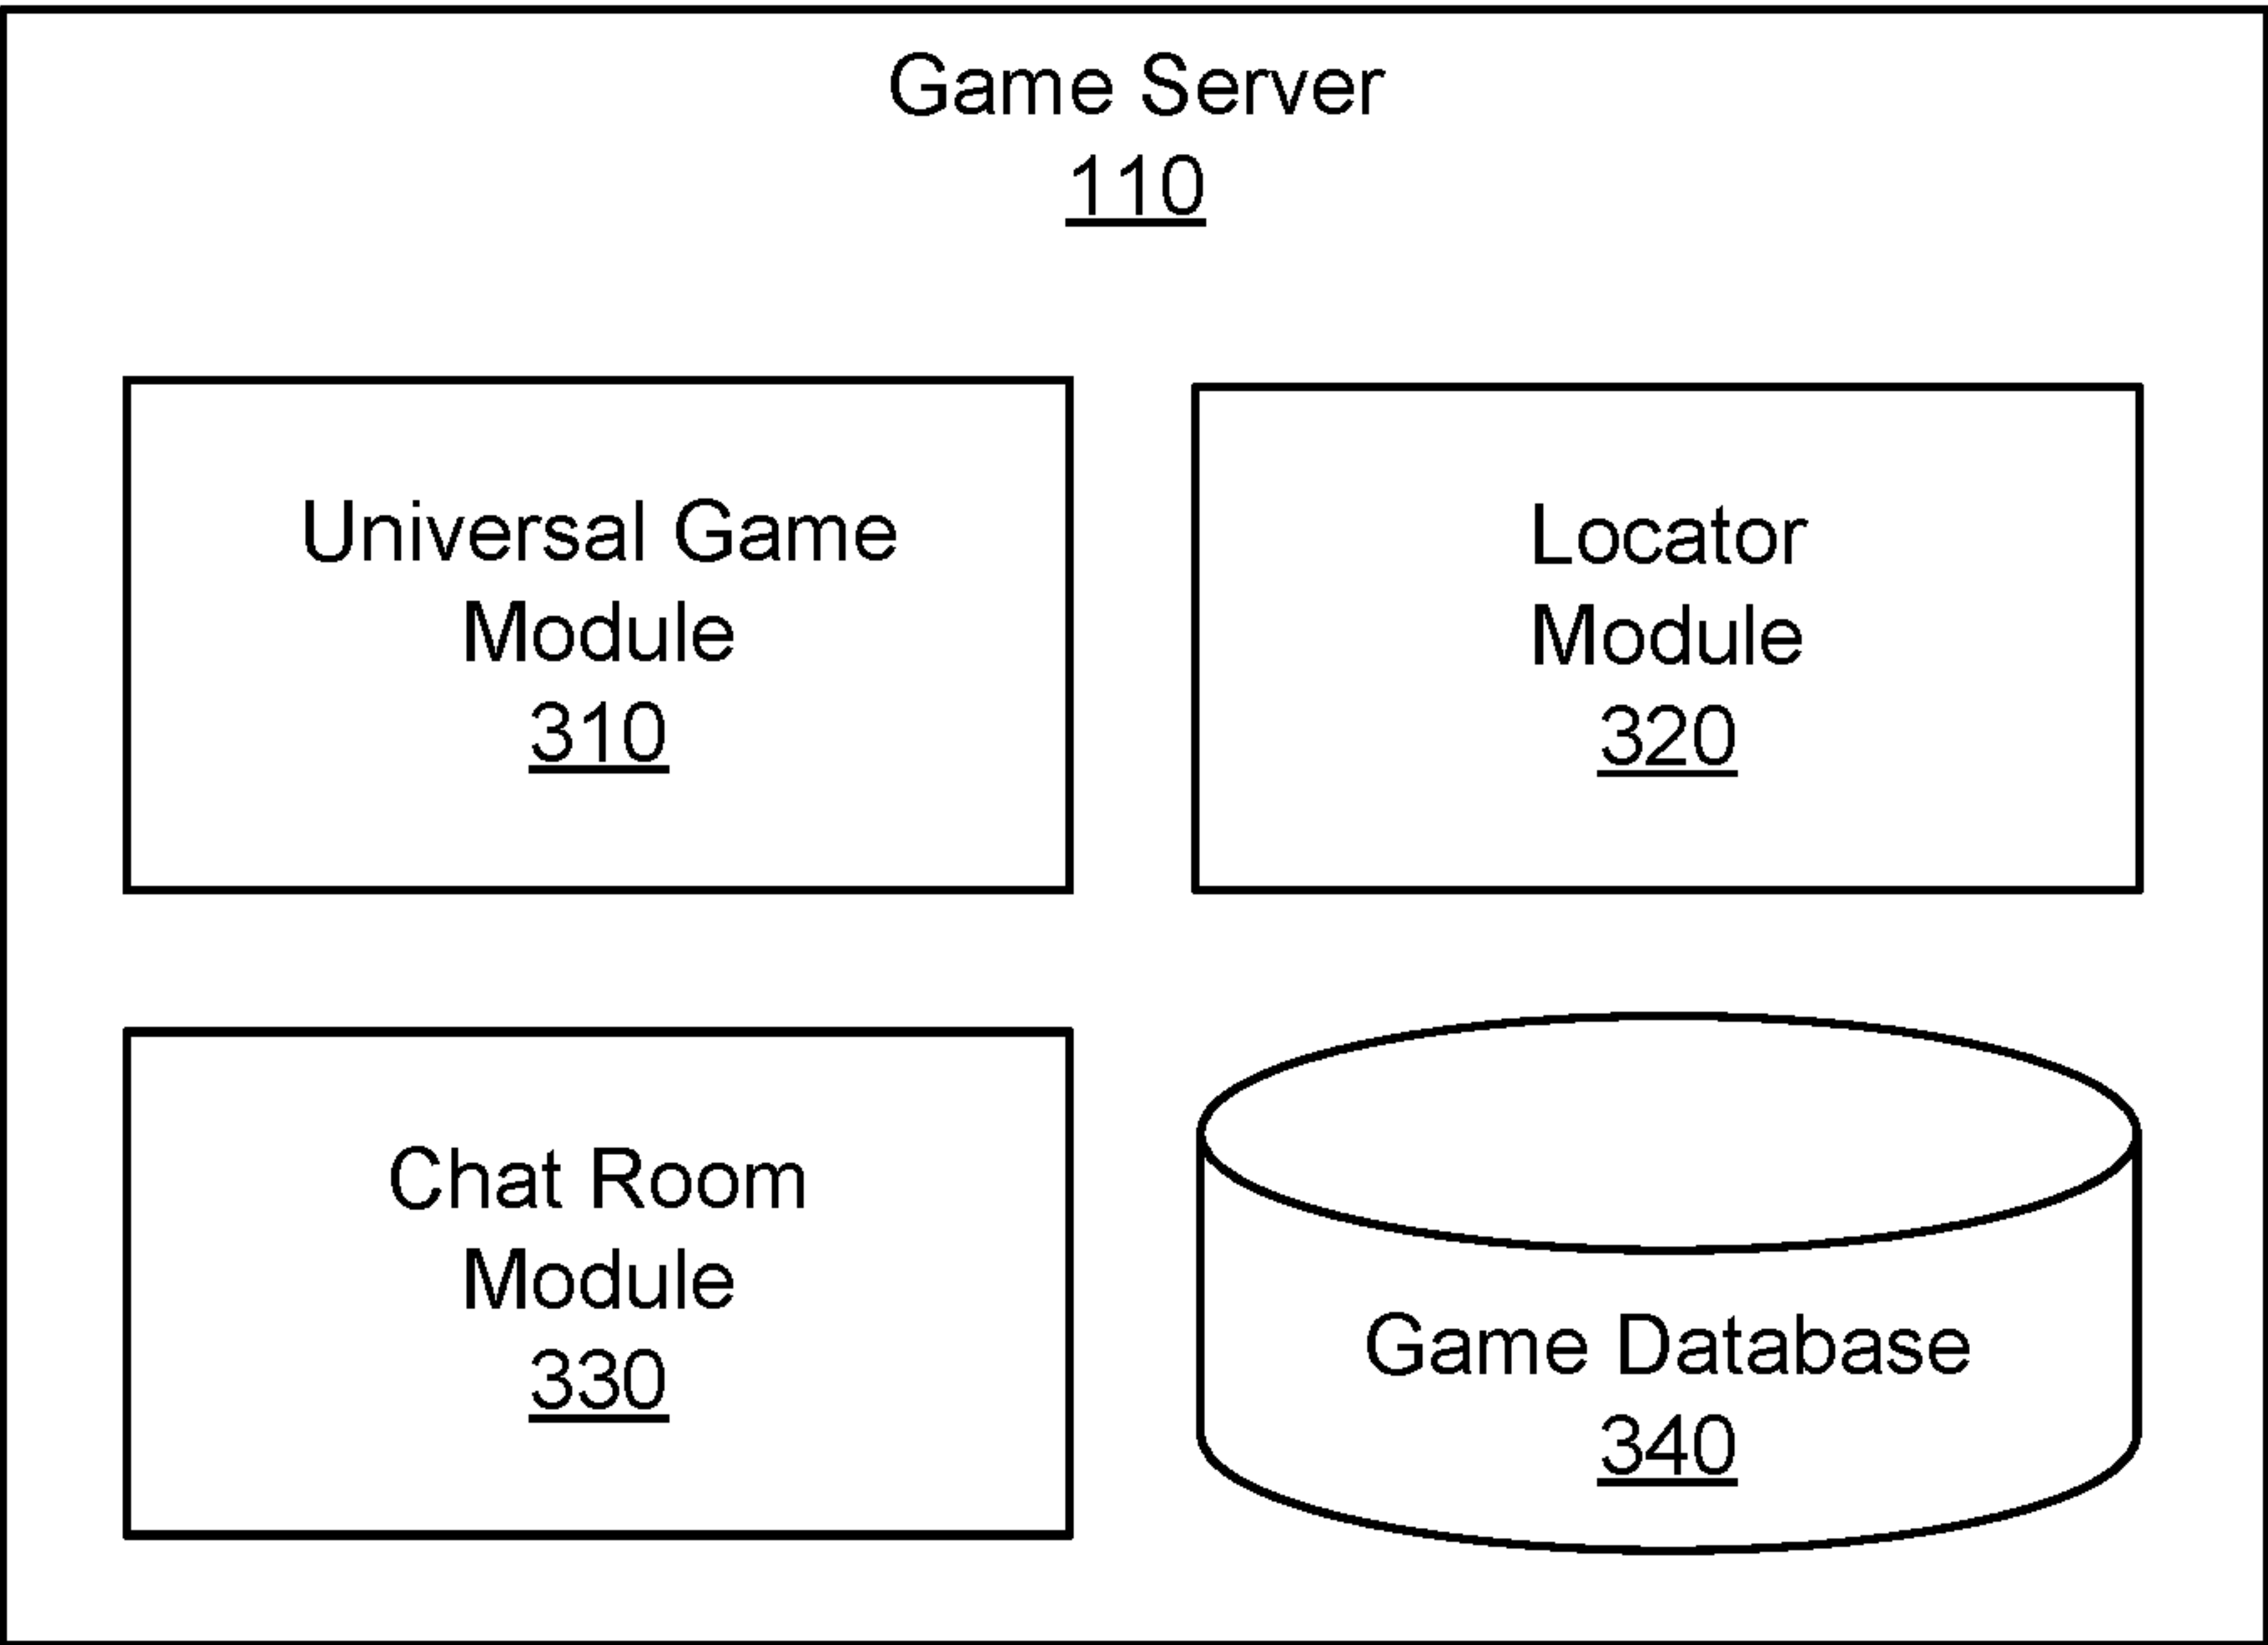 Game Server
110
Universal Game
Module
310
Locator
Module
320
Chat Room
Module
330
Game Database
340